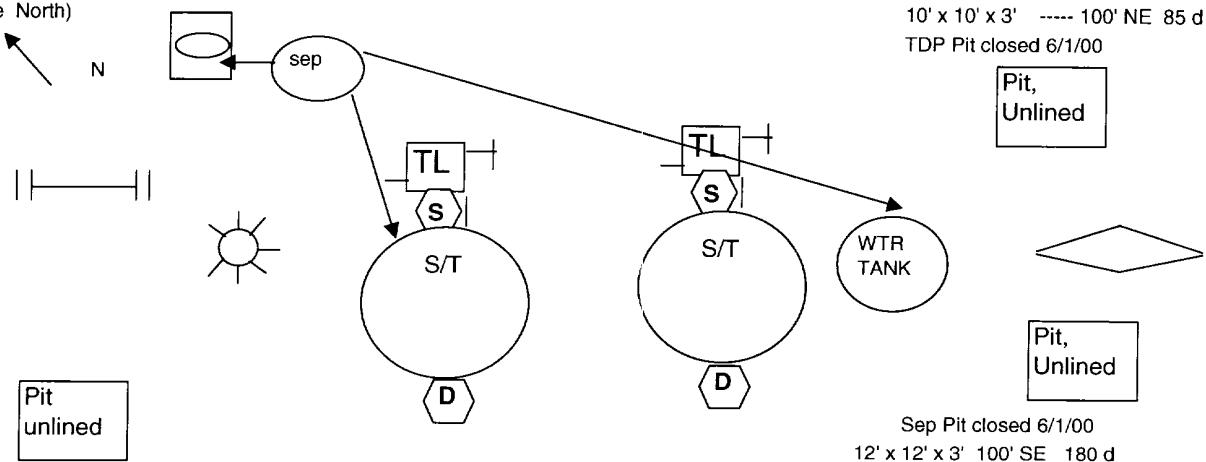 North)
N
sep
10' x 10' x 3' ----- 100' NE 85 d
TDP Pit closed 6/1/00
Pit,
Unlined
TL
S
S/T
D
TL
S
S/T
D
WTR
TANK
Pit
unlined
Pit,
Unlined
Sep Pit closed 6/1/00
12' x 12' x 3' 100' SE 180 d